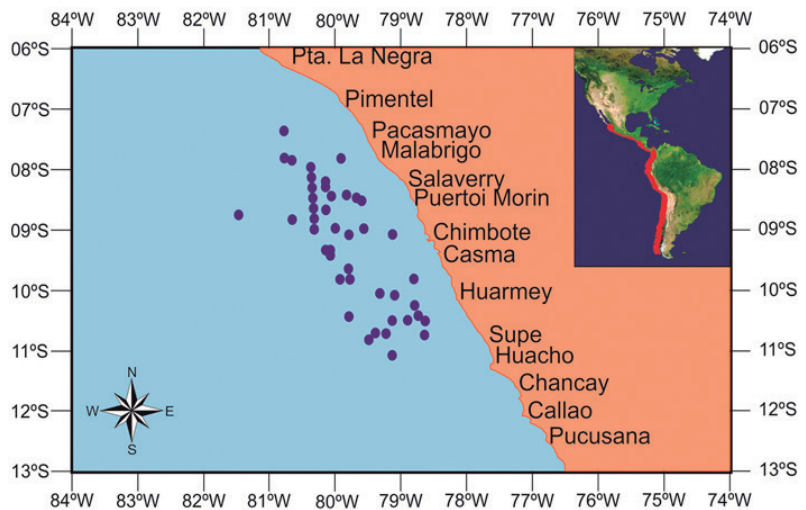 84ºW 83ºW 82ºW 81ºW 80ºW 79ºW 78ºW 77ºW 76ºW 75ºW 74ºW
06ºS 06ºS
Pta. La Negra
07ºS 07ºS
Pimentel
Pacasmayo
Malabrigo
08ºS 08ºS
Salaverry
Puertoi Morin
09ºS 09ºS
Chimbote
Casma
10ºS 10ºS
Huarmey
Supe
11ºS 11ºS
Huacho
Chancay
N
12ºS W E Callao 12ºS
Pucusana
S
13ºS 13ºS
84ºW 83ºW 82ºW 81ºW 80ºW 79ºW 78ºW 77ºW 76ºW 75ºW 74ºW